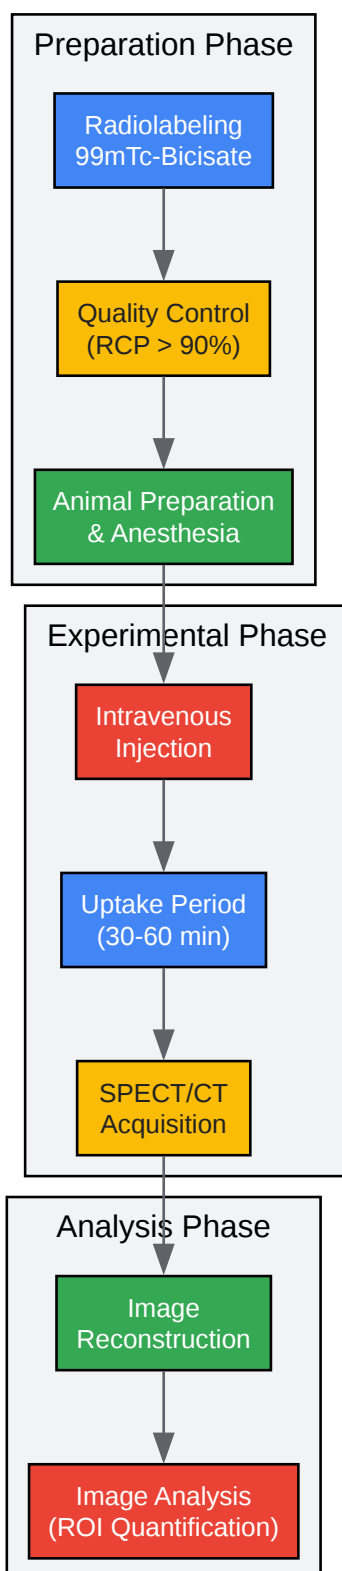 Preparation Phase
Radiolabeling
99mTc-Bicisate
Quality Control
(RCP > 90%)
Animal Preparation
& Anesthesia
Experimental Phase
Intravenous
Injection
Uptake Period
(30-60 min)
SPECT/CT
Acquisition
Analysis Phase
Image
Reconstruction
Image Analysis
(ROI Quantification)